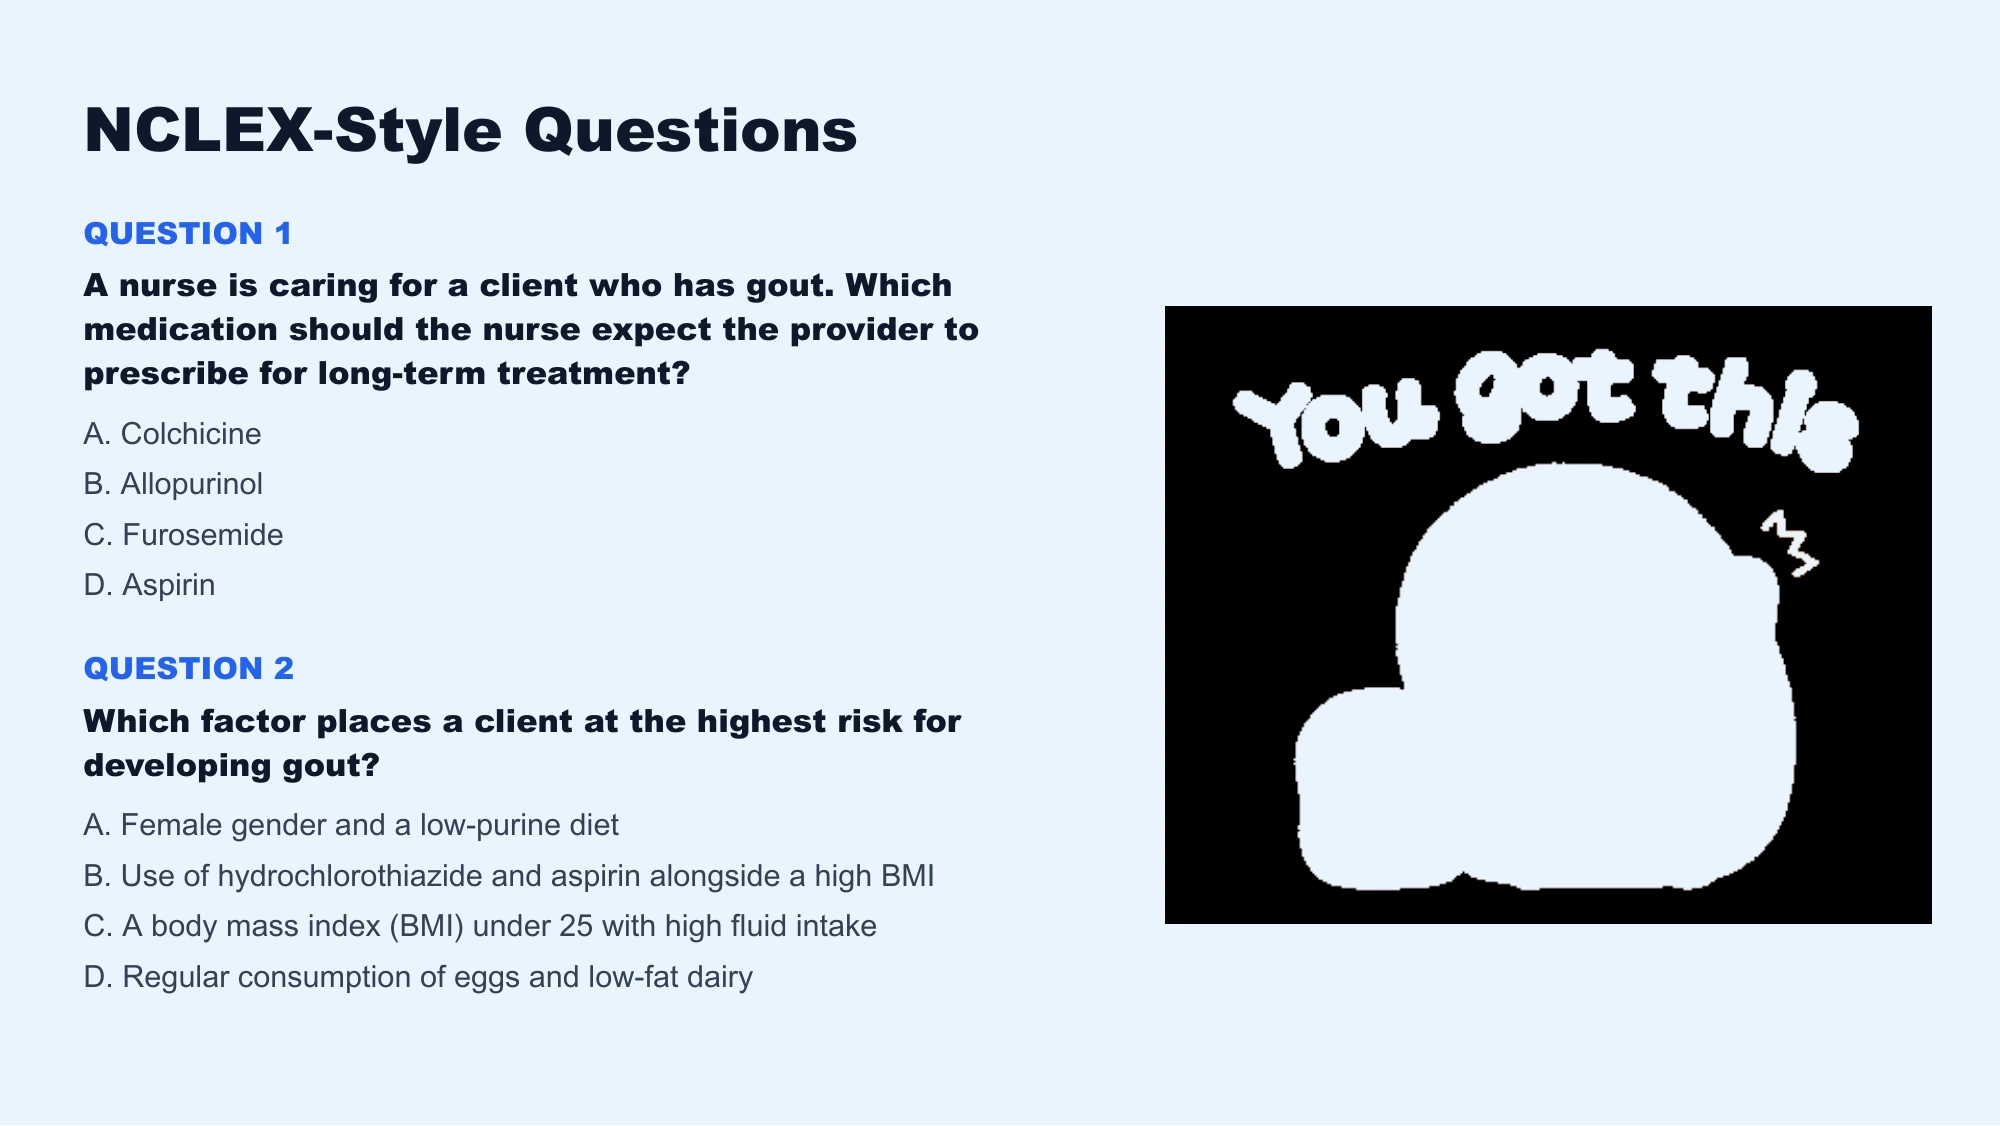 NCLEX-Style Questions
QUESTION 1
A nurse is caring for a client who has gout. Which
medication should the nurse expect the provider to
prescribe for long-term treatment?
A. Colchicine
B. Allopurinol
C. Furosemide
D. Aspirin
QUESTION 2
Which factor places a client at the highest risk for
developing gout?
A. Female gender and a low-purine diet
B. Use of hydrochlorothiazide and aspirin alongside a high BMI
C. A body mass index (BMI) under 25 with high fluid intake
D. Regular consumption of eggs and low-fat dairy
You got this